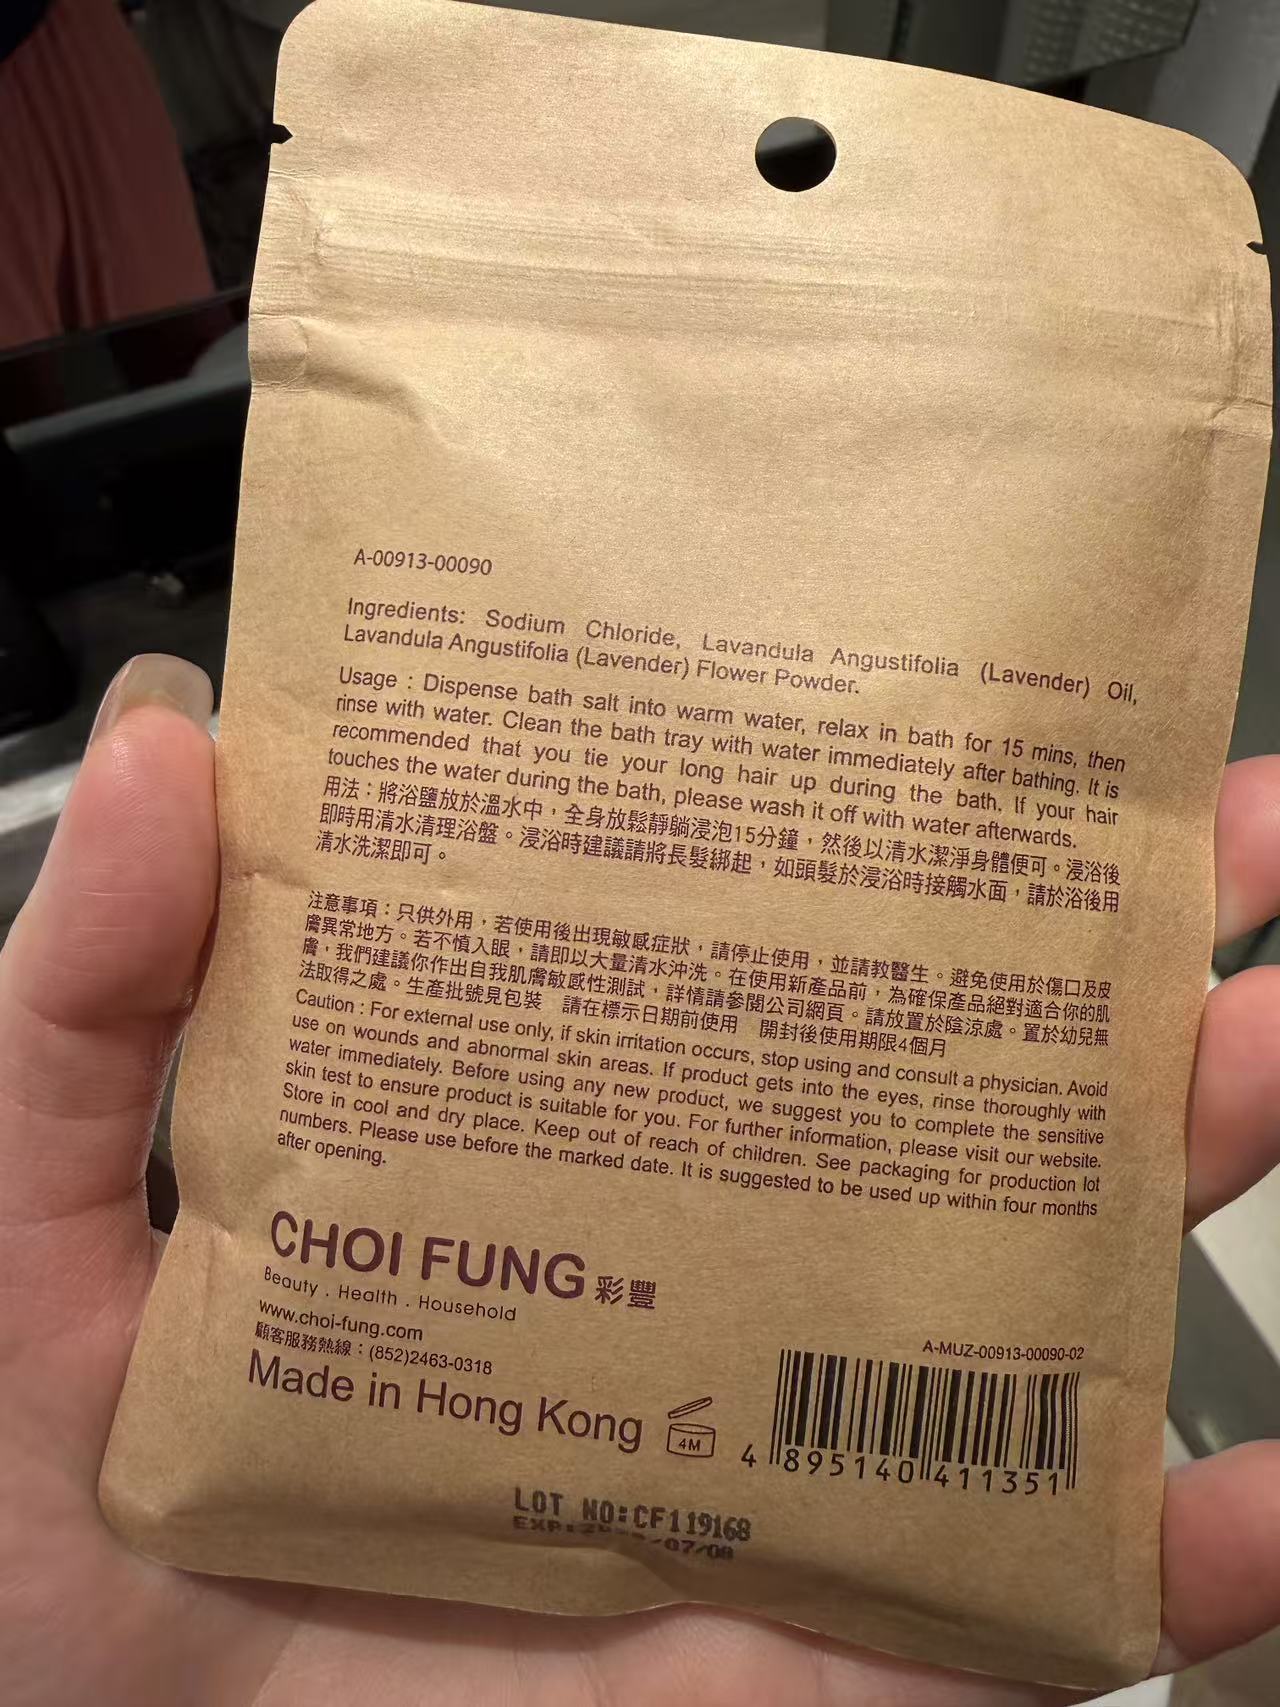 A-00913-00090
Ingredients: Sodium Chloride, Lavandula Angustifolia (Lavender) Oil,
Lavandula Angustifolia (Lavender) Flower Powder.
Usage : Dispense bath salt into warm water, relax in bath for 15 mins, then
rinse with water. Clean the bath tray with water immediately after bathing. It is
recommended that you tie your long hair up during the bath. If your hair
touches the water during the bath, please wash it off with water afterwards.
用法：將浴鹽放於溫水中，全身放鬆靜躺浸泡15分鐘，然後以清水潔淨身體便可。浸浴後
即時用清水清理浴盤。浸浴時建議請將長髮綁起，如頭髮於浸浴時接觸水面，請於浴後用
清水洗潔即可。
注意事項：只供外用，若使用後出現敏感症狀，請停止使用，並請教醫生。避免使用於傷口及皮
膚異常地方。若不慎入眼，請即以大量清水沖洗。在使用新產品前，為確保產品絕對適合你的肌
膚，我們建議你作出自我肌膚敏感性測試，詳情請參閱公司網頁。請放置於陰涼處。置於幼兒無
法取得之處。生產批號見包裝　請在標示日期前使用　開封後使用期限4個月
Caution : For external use only, if skin irritation occurs, stop using and consult a physician. Avoid
use on wounds and abnormal skin areas. If product gets into the eyes, rinse thoroughly with
water immediately. Before using any new product, we suggest you to complete the sensitive
skin test to ensure product is suitable for you. For further information, please visit our website.
Store in cool and dry place. Keep out of reach of children. See packaging for production lot
numbers. Please use before the marked date. It is suggested to be used up within four months
after opening.
CHOI FUNG 彩豐
Beauty . Health . Household
www.choi-fung.com
顧客服務熱線：(852)2463-0318
Made in Hong Kong
4M
A-MUZ-00913-00090-02
4 895140 411351
LOT NO:CF119168
EXP: